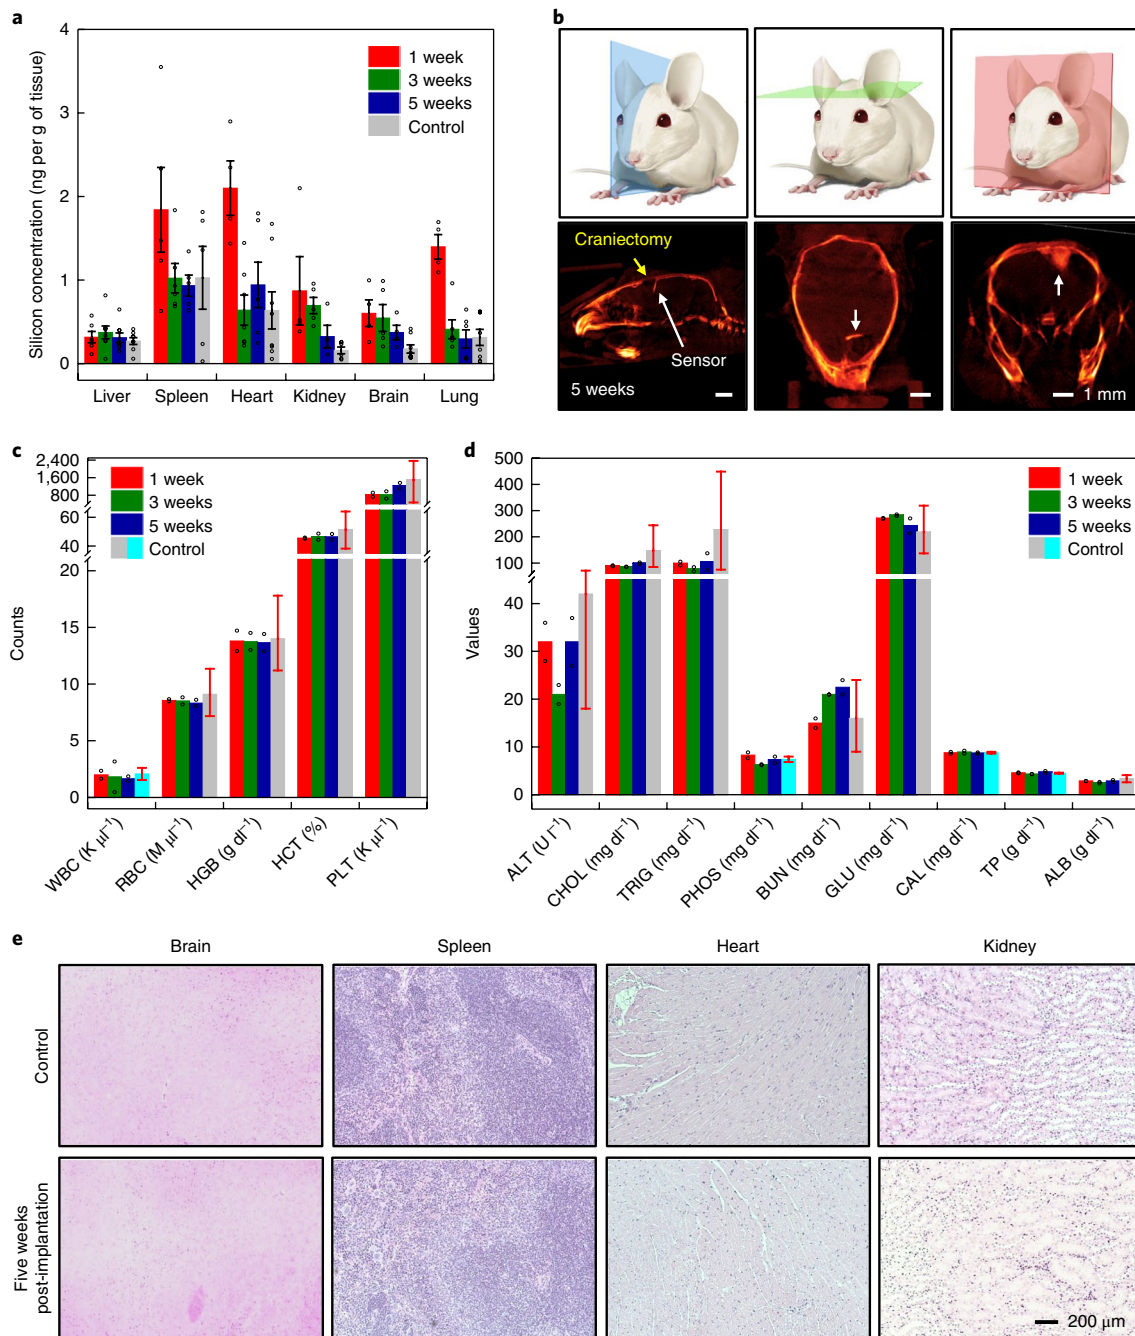 a
4
3
2
1
0
Silicon concentration (ng per g of tissue)
1 week
3 weeks
5 weeks
Control
Liver Spleen Heart Kidney Brain Lung
b
Craniectomy
Sensor
5 weeks
1 mm
c
2,400
1,600
800
60
40
20
15
10
5
0
Counts
1 week
3 weeks
5 weeks
Control
WBC (K μl⁻¹)
RBC (M μl⁻¹)
HGB (g dl⁻¹)
HCT (%)
PLT (K μl⁻¹)
d
500
400
300
200
100
40
30
20
10
0
Values
1 week
3 weeks
5 weeks
Control
ALT (U l⁻¹)
CHOL (mg dl⁻¹)
TRIG (mg dl⁻¹)
PHOS (mg dl⁻¹)
BUN (mg dl⁻¹)
GLU (mg dl⁻¹)
CAL (mg dl⁻¹)
TP (g dl⁻¹)
ALB (g dl⁻¹)
e
Brain Spleen Heart Kidney
Control
Five weeks
post-implantation
200 μm